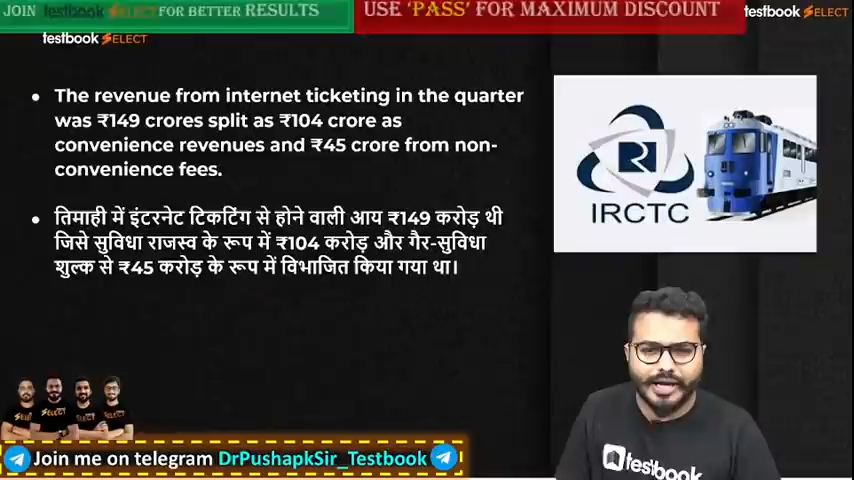 JOIN testbook SELECT FOR BETTER RESULTS
USE ‘PASS’ FOR MAXIMUM DISCOUNT
testbook SELECT
testbook SELECT
• The revenue from internet ticketing in the quarter
was ₹149 crores split as ₹104 crore as
convenience revenues and ₹45 crore from non-
convenience fees.
• तिमाही में इंटरनेट टिकटिंग से होने वाली आय ₹149 करोड़ थी
जिसे सुविधा राजस्व के रूप में ₹104 करोड़ और गैर-सुविधा
शुल्क से ₹45 करोड़ के रूप में विभाजित किया गया था।
IRCTC
SELECT
Join me on telegram DrPushapkSir_Testbook
testbook